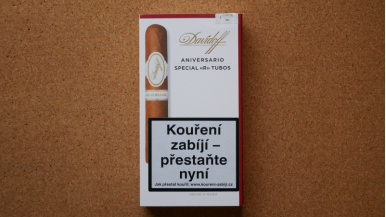 Davidoff
ANIVERSARIO
SPECIAL «R» TUBOS
Kouření
zabíjí –
přestaňte
nyní
Jak přestat kouřit: www.koureni-zabiji.cz